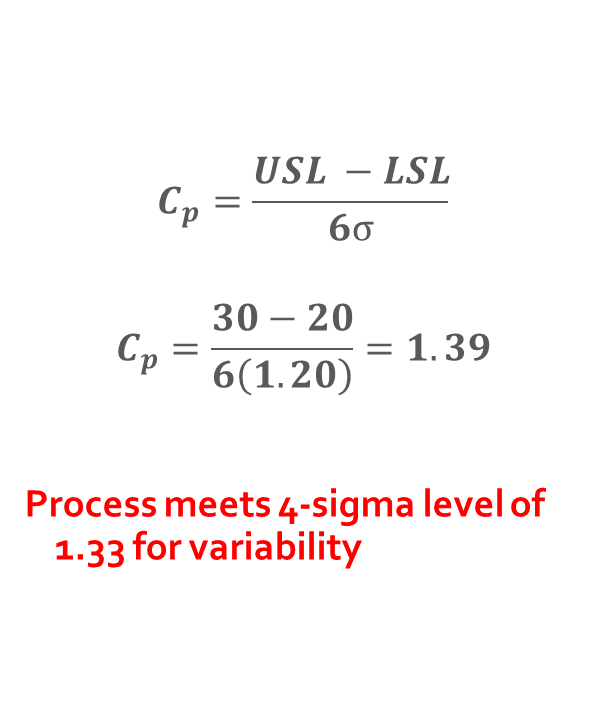 Cp = USL − LSL / 6σ
Cp = 30 − 20 / 6(1.20) = 1.39
Process meets 4-sigma level of
1.33 for variability